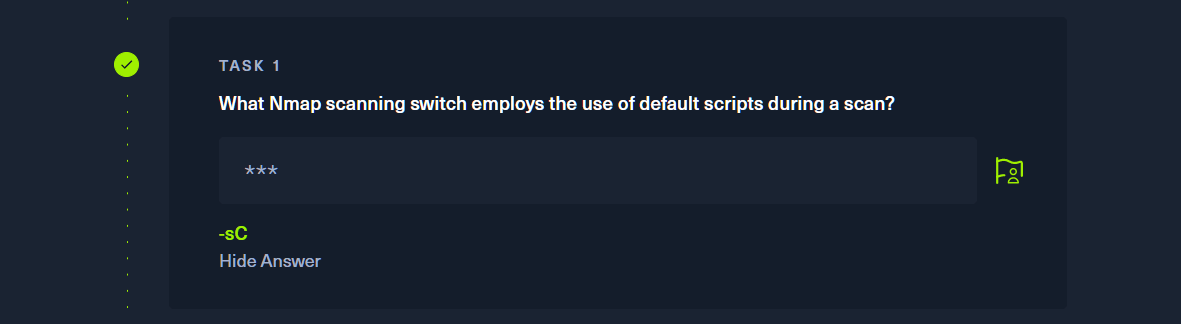 TASK 1
What Nmap scanning switch employs the use of default scripts during a scan?
***
-sC
Hide Answer